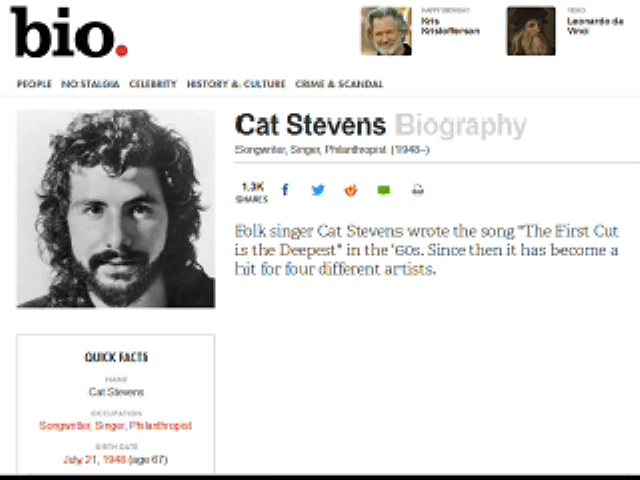 bio.
HAPPY BIRTHDAY
Kris
Kristofferson
VIDEO
Leonardo da
Vinci
PEOPLE NOSTALGIA CELEBRITY HISTORY & CULTURE CRIME & SCANDAL
Cat Stevens Biography
Songwriter, Singer, Philanthropist (1948–)
1.3K
SHARES
Folk singer Cat Stevens wrote the song "The First Cut
is the Deepest" in the '60s. Since then it has become a
hit for four different artists.
QUICK FACTS
NAME
Cat Stevens
OCCUPATION
Songwriter, Singer, Philanthropist
BIRTH DATE
July 21, 1948 (age 67)